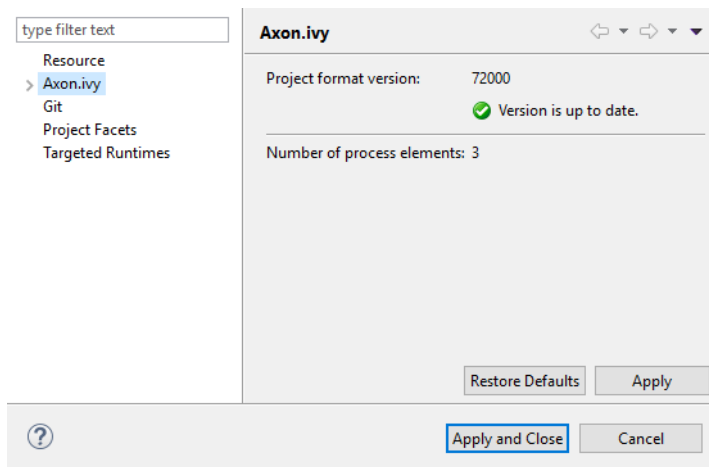 type filter text
Resource
Axon.ivy
Git
Project Facets
Targeted Runtimes
Axon.ivy
Project format version: 72000
Version is up to date.
Number of process elements: 3
Restore Defaults Apply
? Apply and Close Cancel